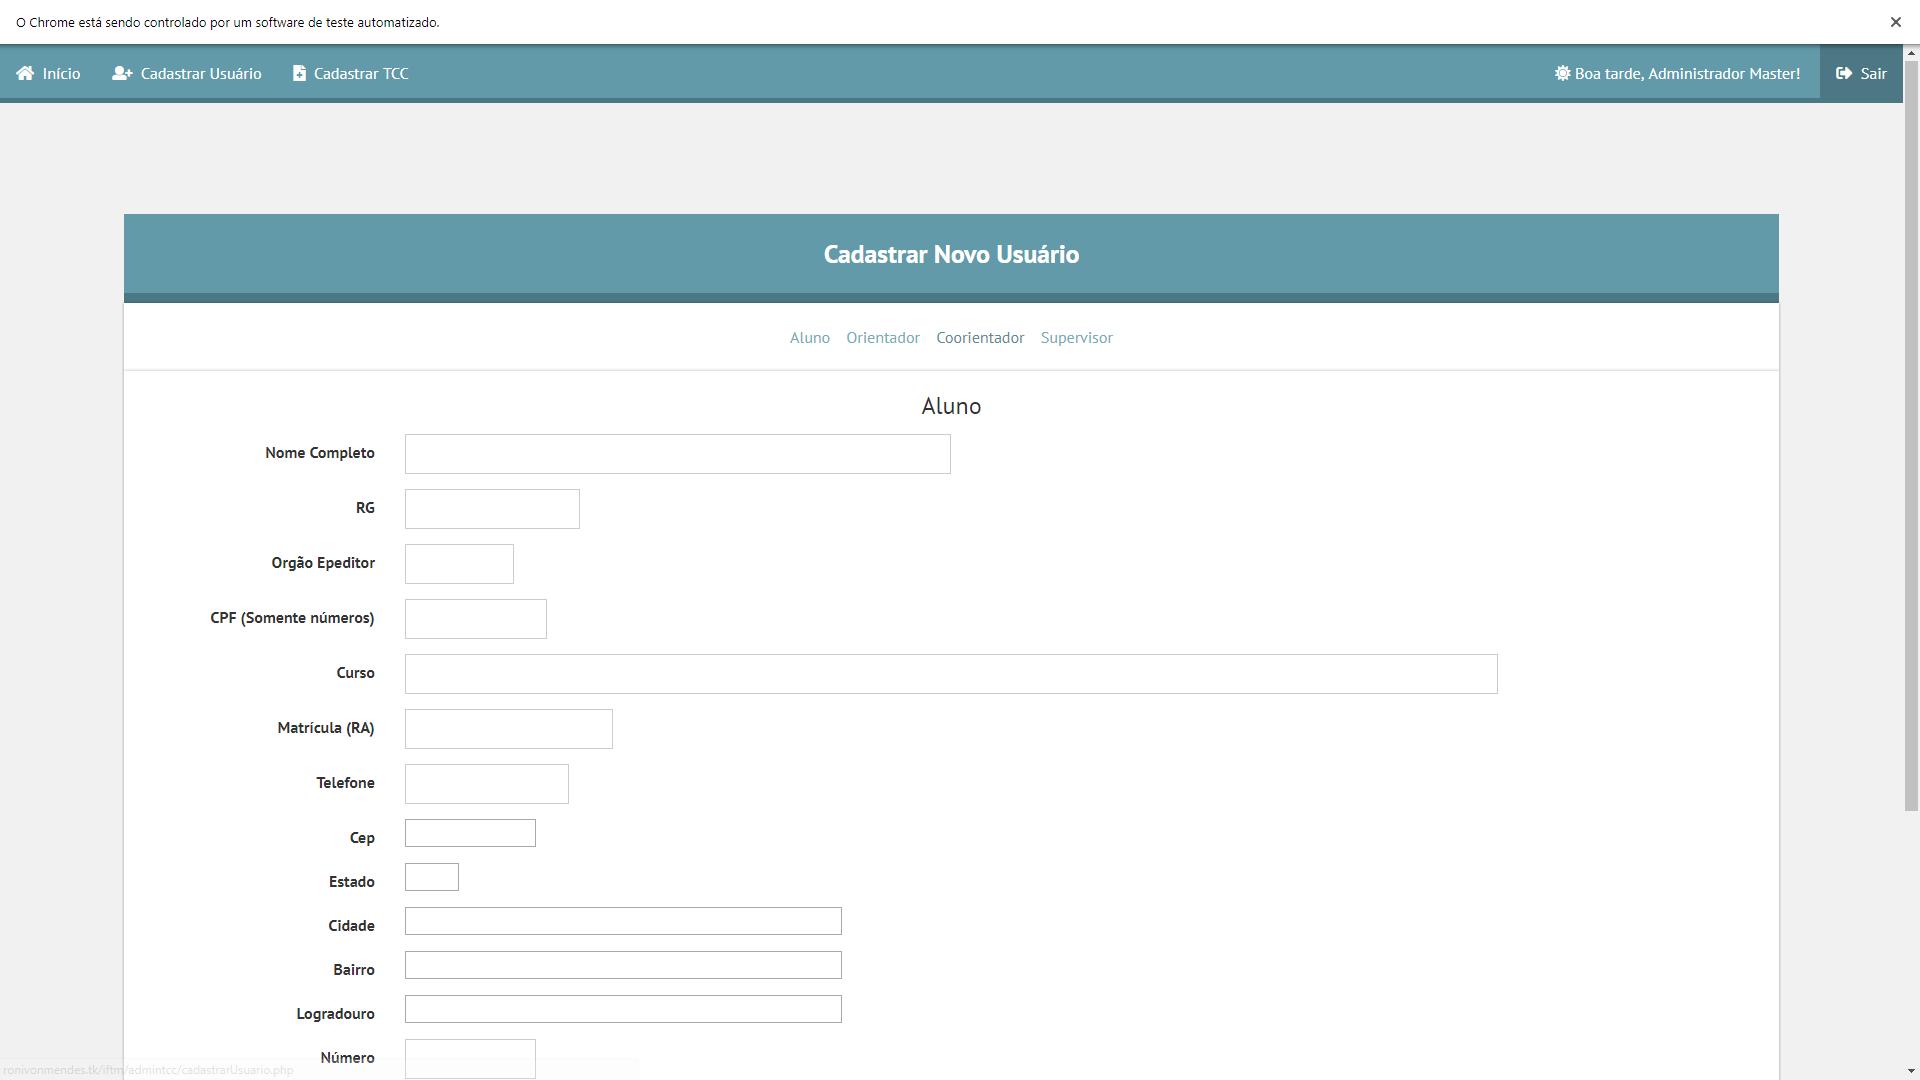 O Chrome está sendo controlado por um software de teste automatizado.
Início Cadastrar Usuário Cadastrar TCC Boa tarde, Administrador Master! Sair
Cadastrar Novo Usuário
Aluno Orientador Coorientador Supervisor
Aluno
Nome Completo
RG
Orgão Epeditor
CPF (Somente números)
Curso
Matrícula (RA)
Telefone
Cep
Estado
Cidade
Bairro
Logradouro
Número
ronivonmendes.tk/iftm/admintcc/cadastrarUsuario.php